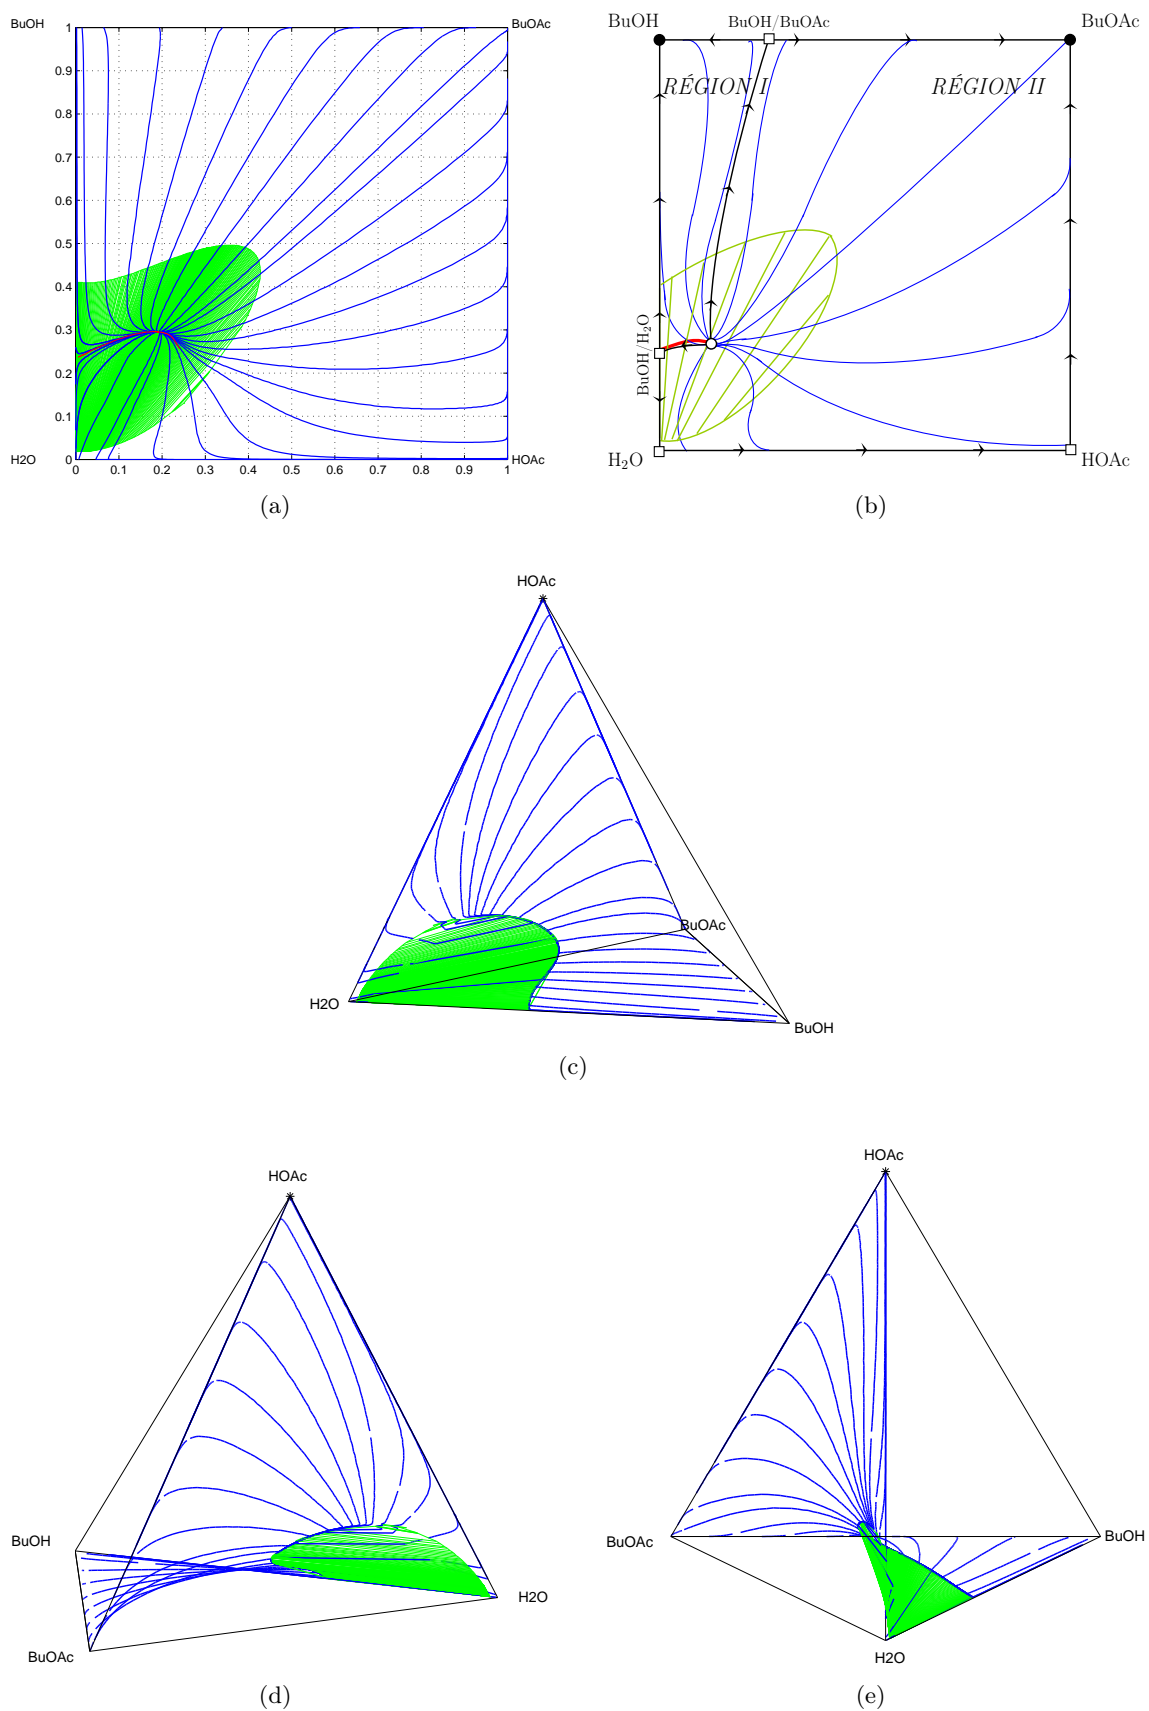 BuOH
BuOAc
1
0.9
0.8
0.7
0.6
0.5
0.4
0.3
0.2
0.1
0
H2O
HOAc
0 0.1 0.2 0.3 0.4 0.5 0.6 0.7 0.8 0.9 1
(a)
BuOH
BuOH/BuOAc
BuOAc
RÉGION I
RÉGION II
BuOH/H₂O
H₂O
HOAc
(b)
HOAc
BuOAc
H2O
BuOH
(c)
HOAc
BuOH
H2O
BuOAc
(d)
HOAc
BuOAc
BuOH
H2O
(e)